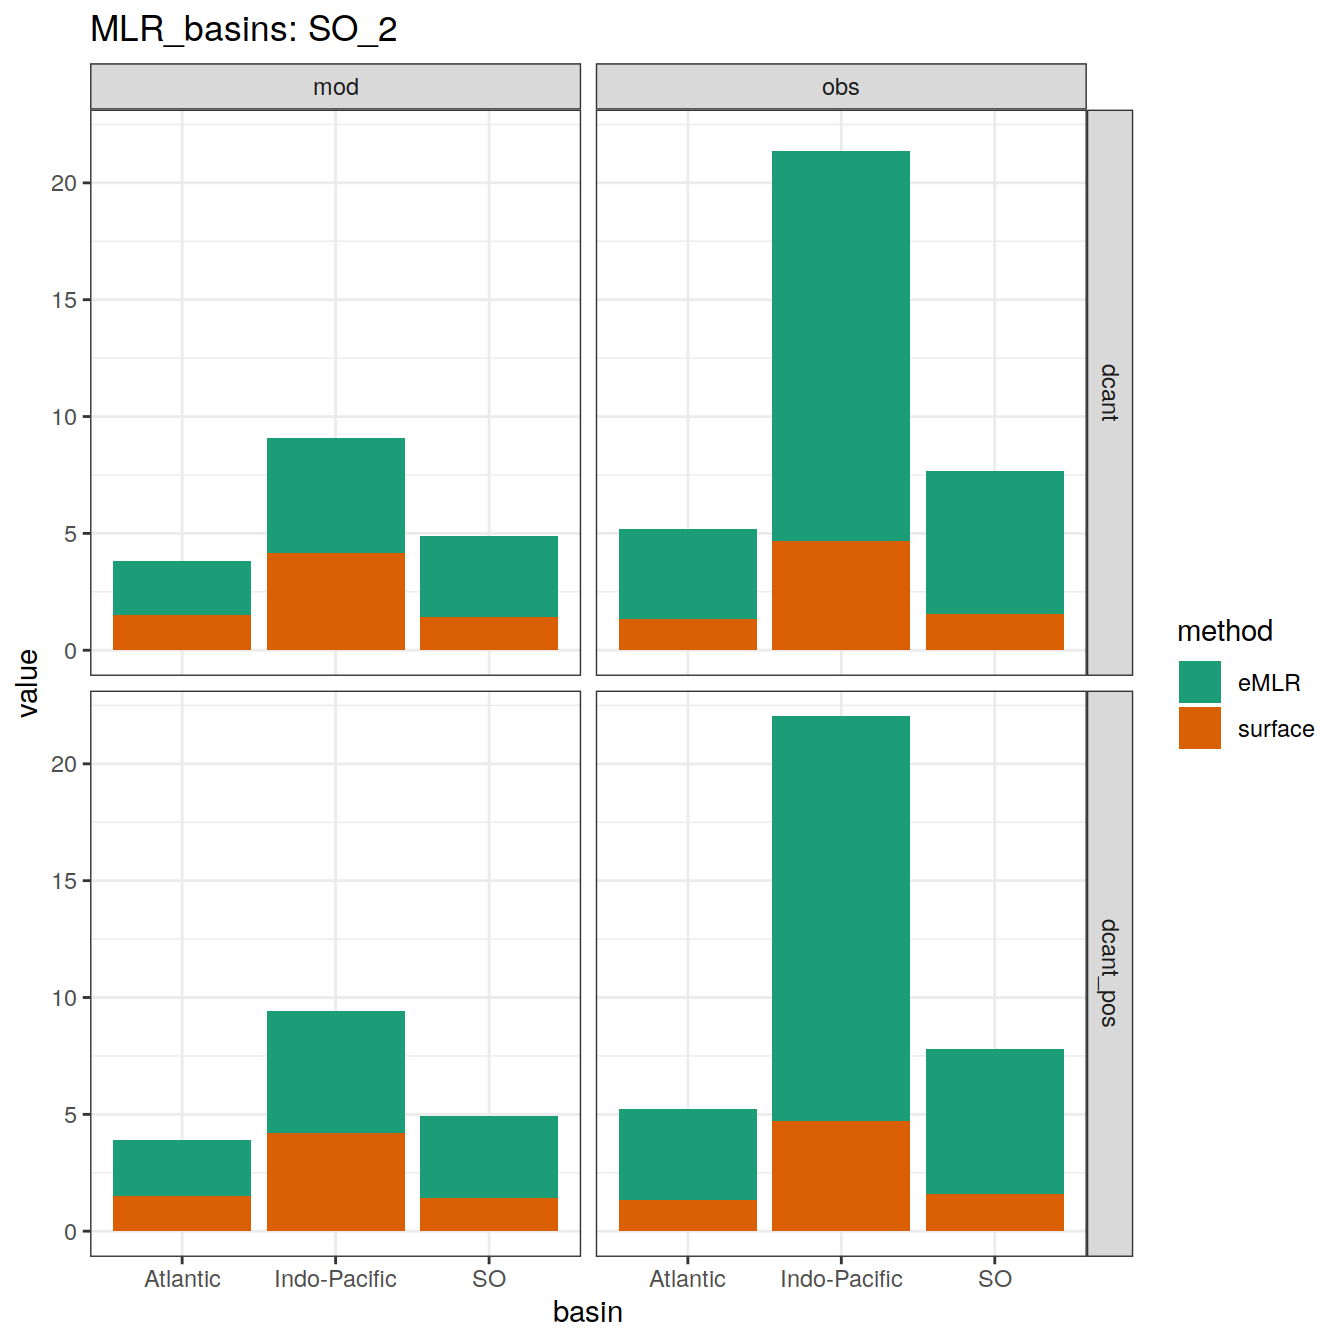 MLR_basins: SO_2
mod
obs
20
15
10
5
0
dcant
20
15
10
5
0
dcant_pos
value
Atlantic
Indo-Pacific
SO
Atlantic
Indo-Pacific
SO
basin
method
eMLR
surface